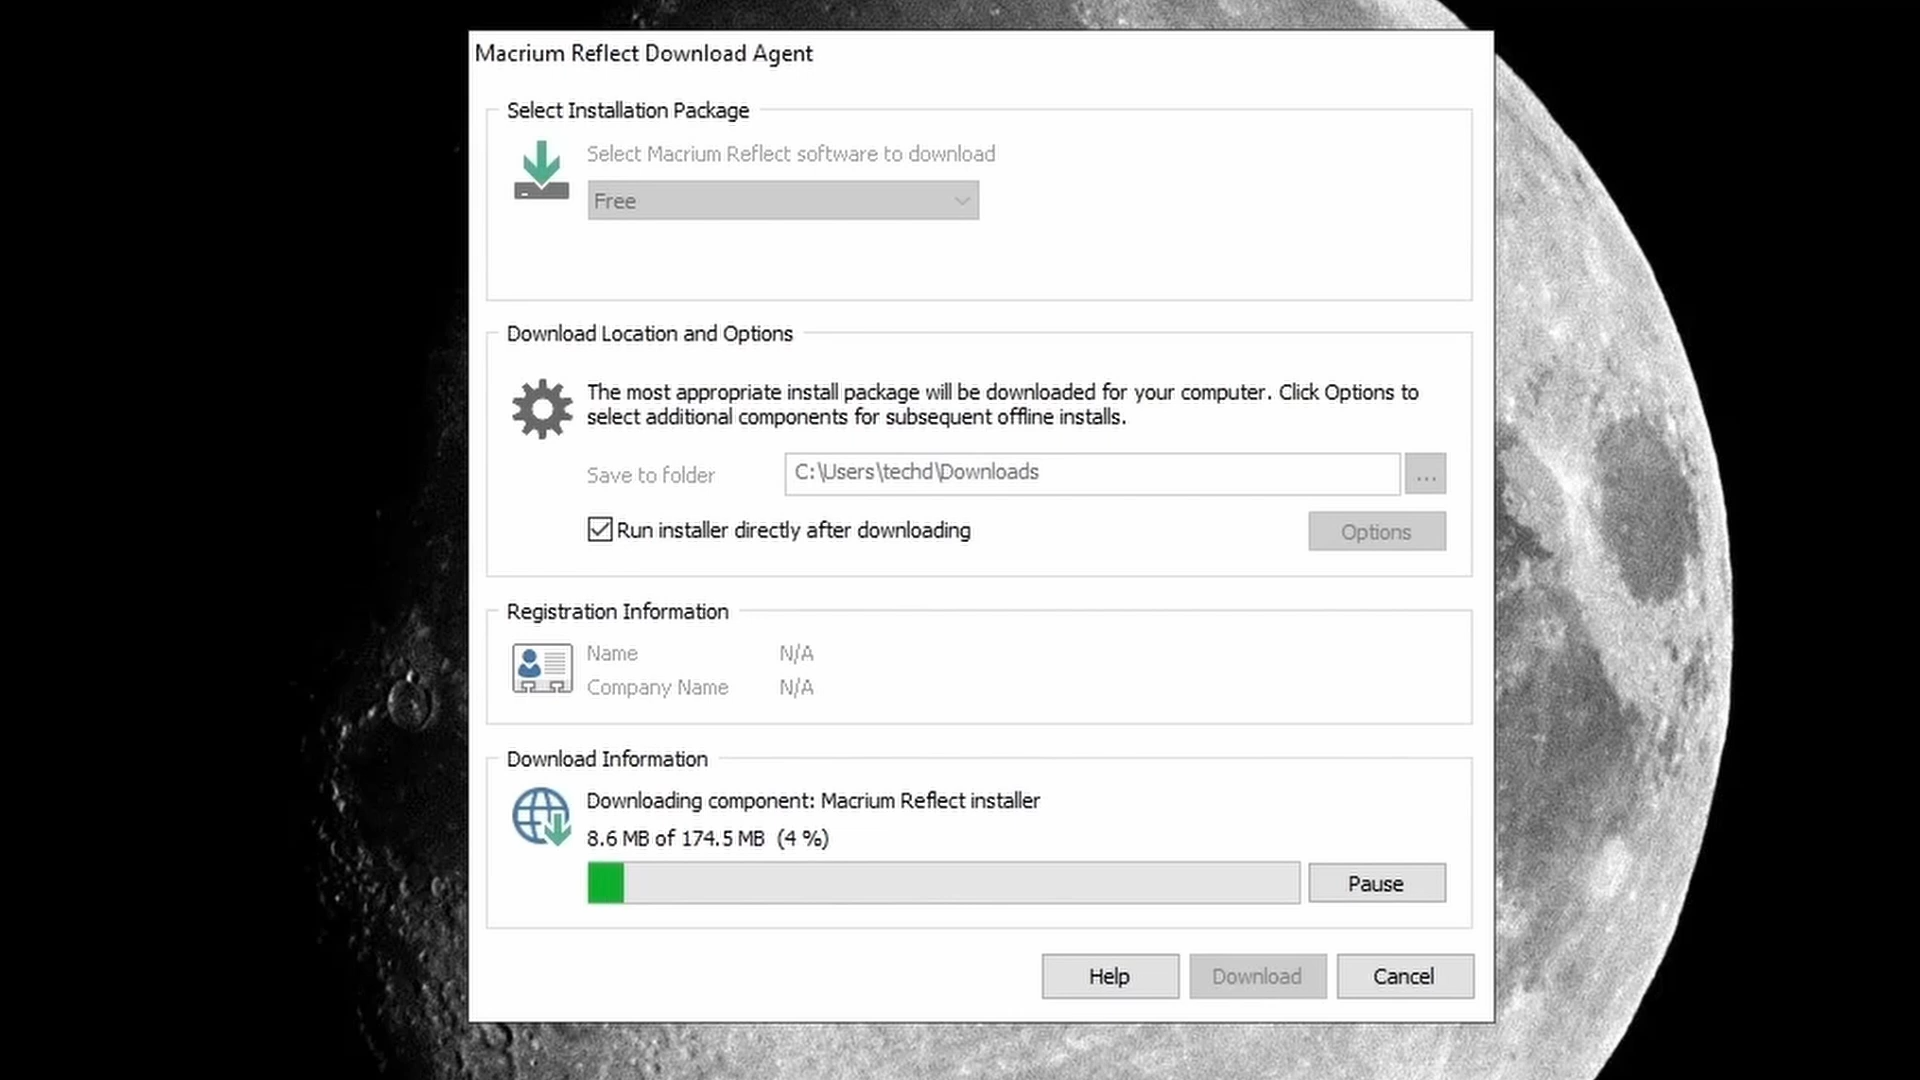 Macrium Reflect Download Agent
Select Installation Package
Select Macrium Reflect software to download
Free
Download Location and Options
The most appropriate install package will be downloaded for your computer. Click Options to
select additional components for subsequent offline installs.
Save to folder C:\Users\techd\Downloads ...
Run installer directly after downloading Options
Registration Information
Name N/A
Company Name N/A
Download Information
Downloading component: Macrium Reflect installer
8.6 MB of 174.5 MB (4 %)
Pause
Help Download Cancel